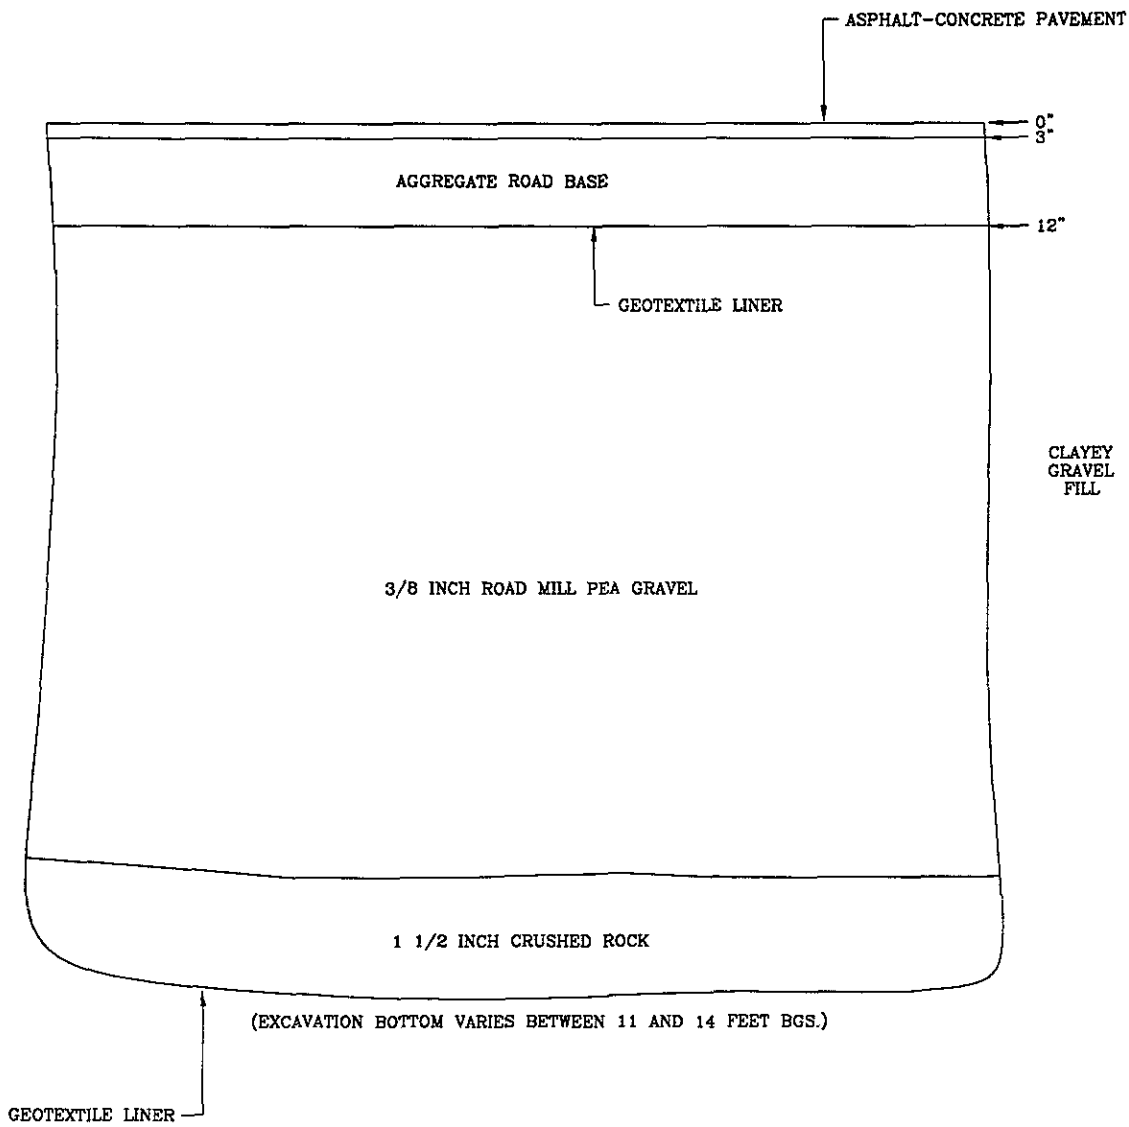 ASPHALT-CONCRETE PAVEMENT
0"
3"
AGGREGATE ROAD BASE
12"
GEOTEXTILE LINER
CLAYEY
GRAVEL
FILL
3/8 INCH ROAD MILL PEA GRAVEL
1 1/2 INCH CRUSHED ROCK
(EXCAVATION BOTTOM VARIES BETWEEN 11 AND 14 FEET BGS.)
GEOTEXTILE LINER